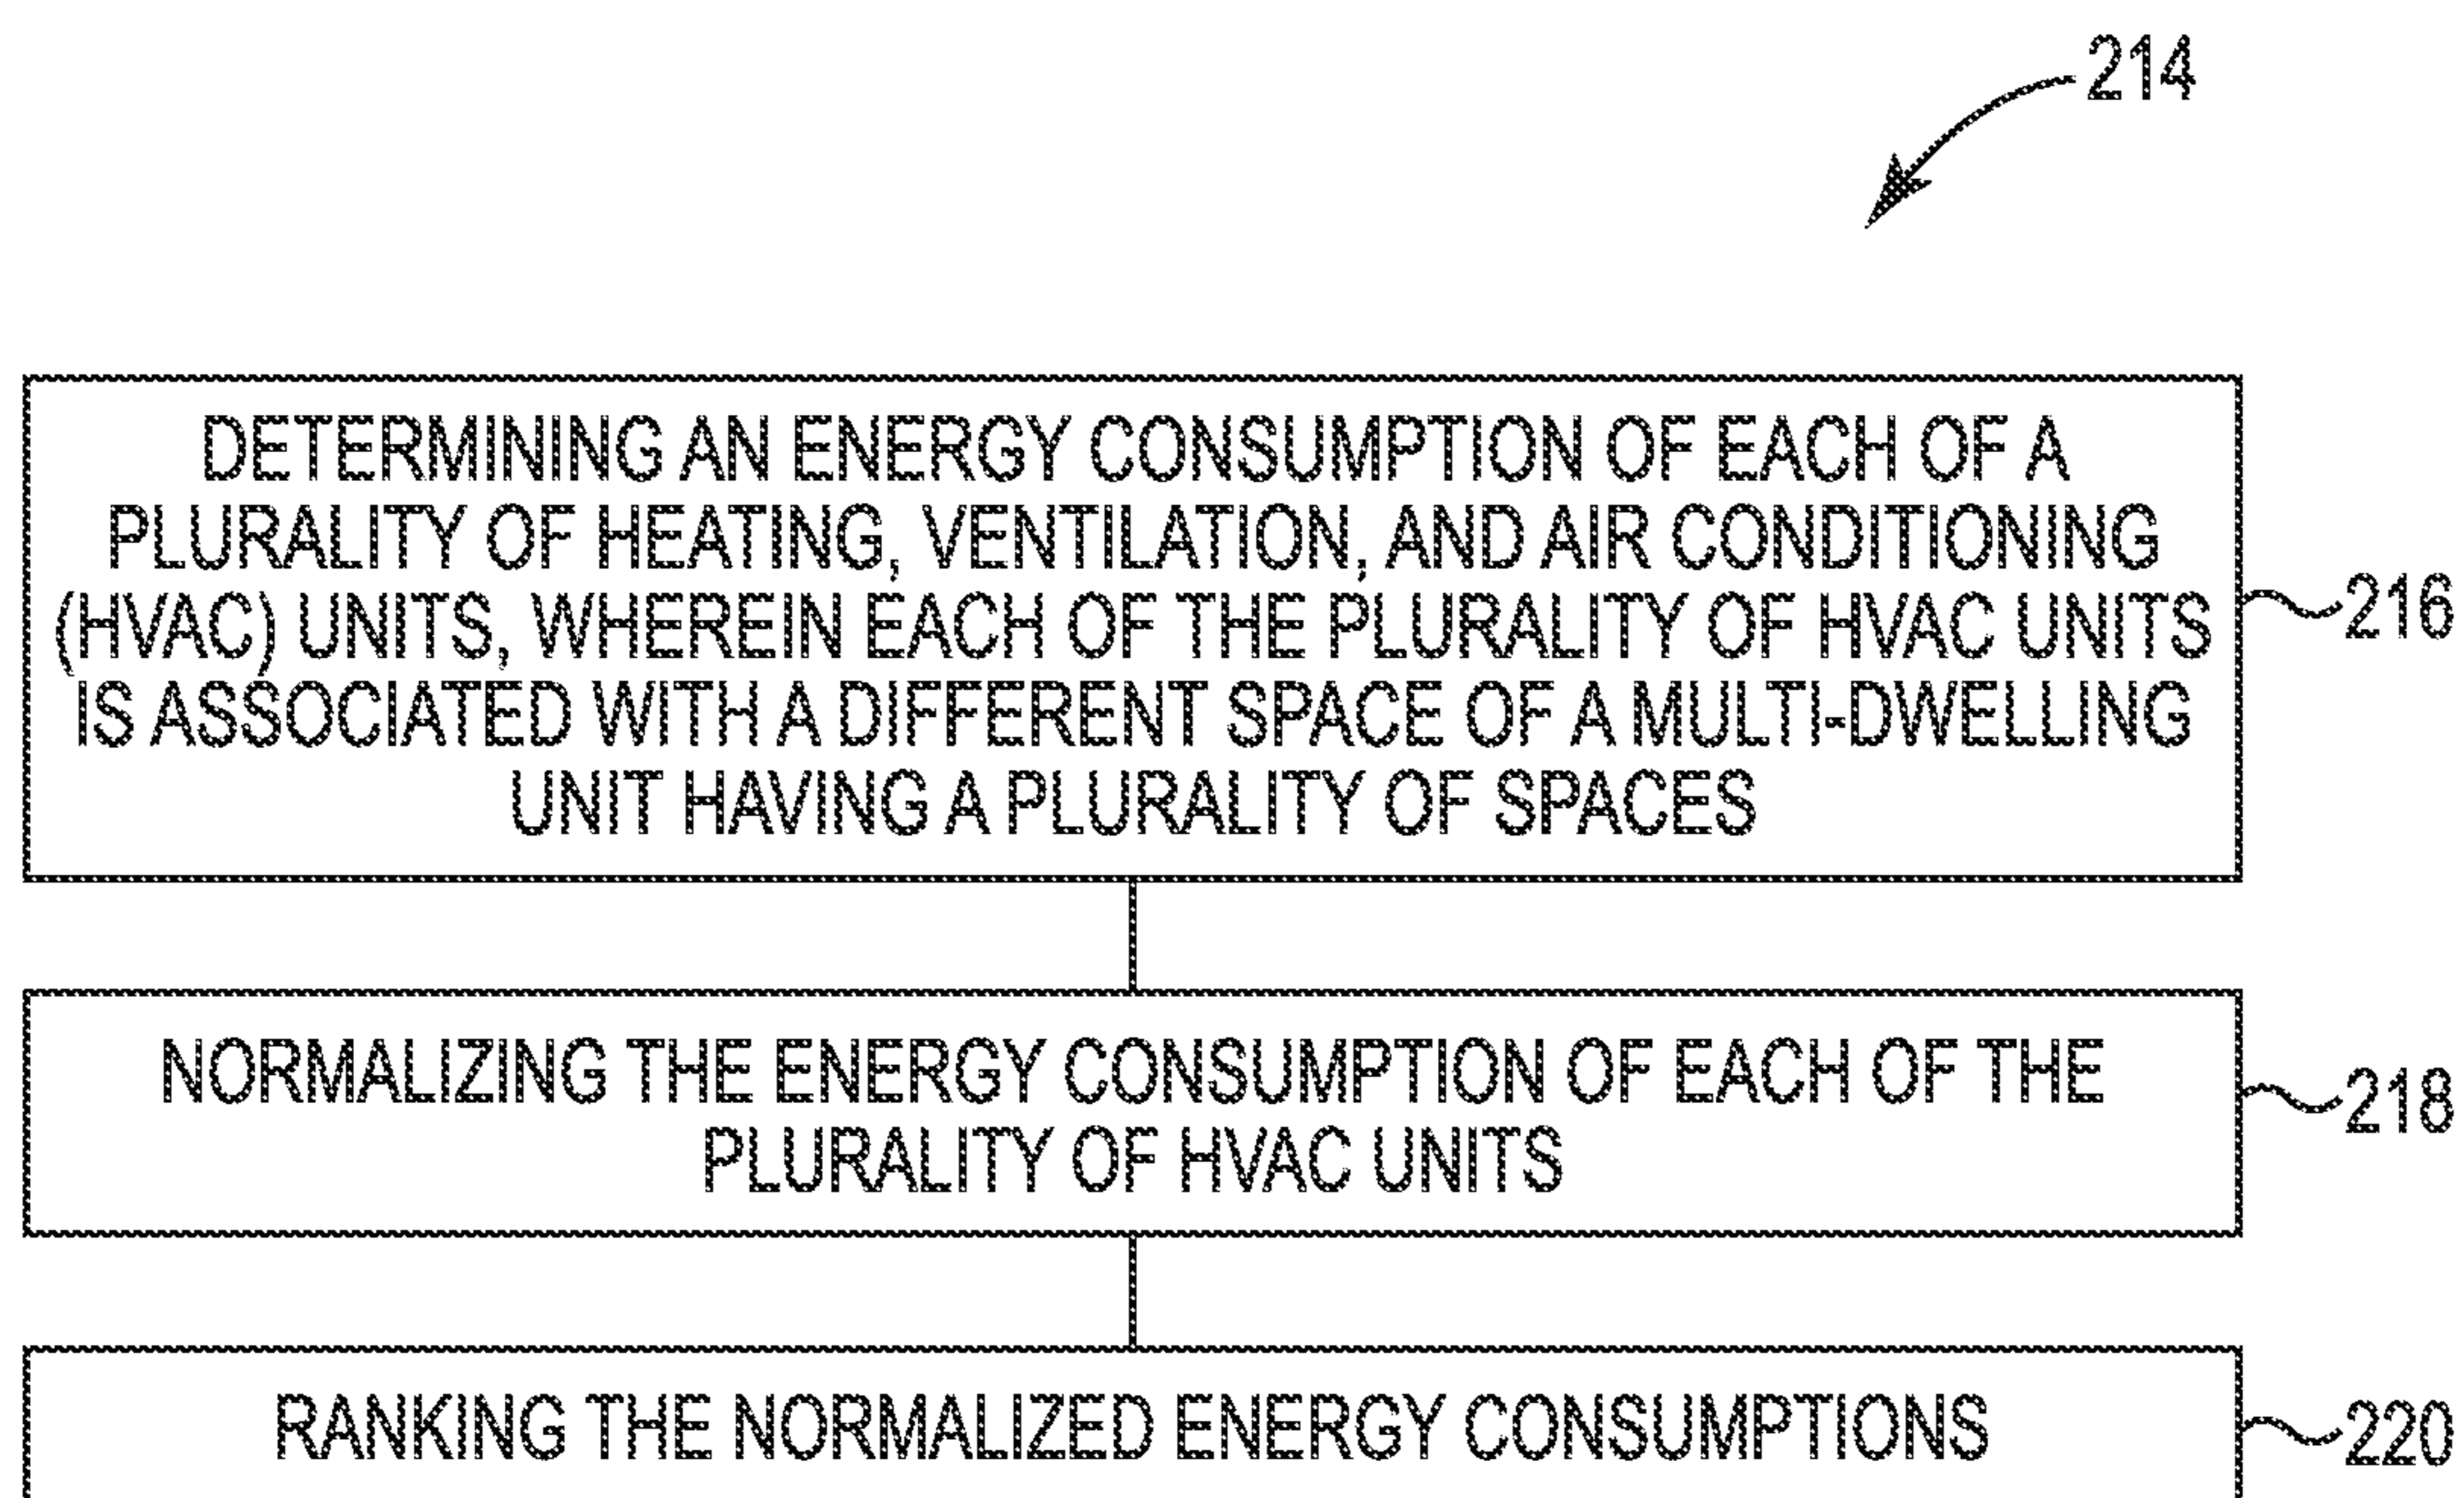 214
DETERMINING AN ENERGY CONSUMPTION OF EACH OF A
PLURALITY OF HEATING, VENTILATION, AND AIR CONDITIONING
(HVAC) UNITS, WHEREIN EACH OF THE PLURALITY OF HVAC UNITS
216
IS ASSOCIATED WITH A DIFFERENT SPACE OF A MULTI-DWELLING
UNIT HAVING A PLURALITY OF SPACES
NORMALIZING THE ENERGY CONSUMPTION OF EACH OF THE
218
PLURALITY OF HVAC UNITS
RANKING THE NORMALIZED ENERGY CONSUMPTIONS
220